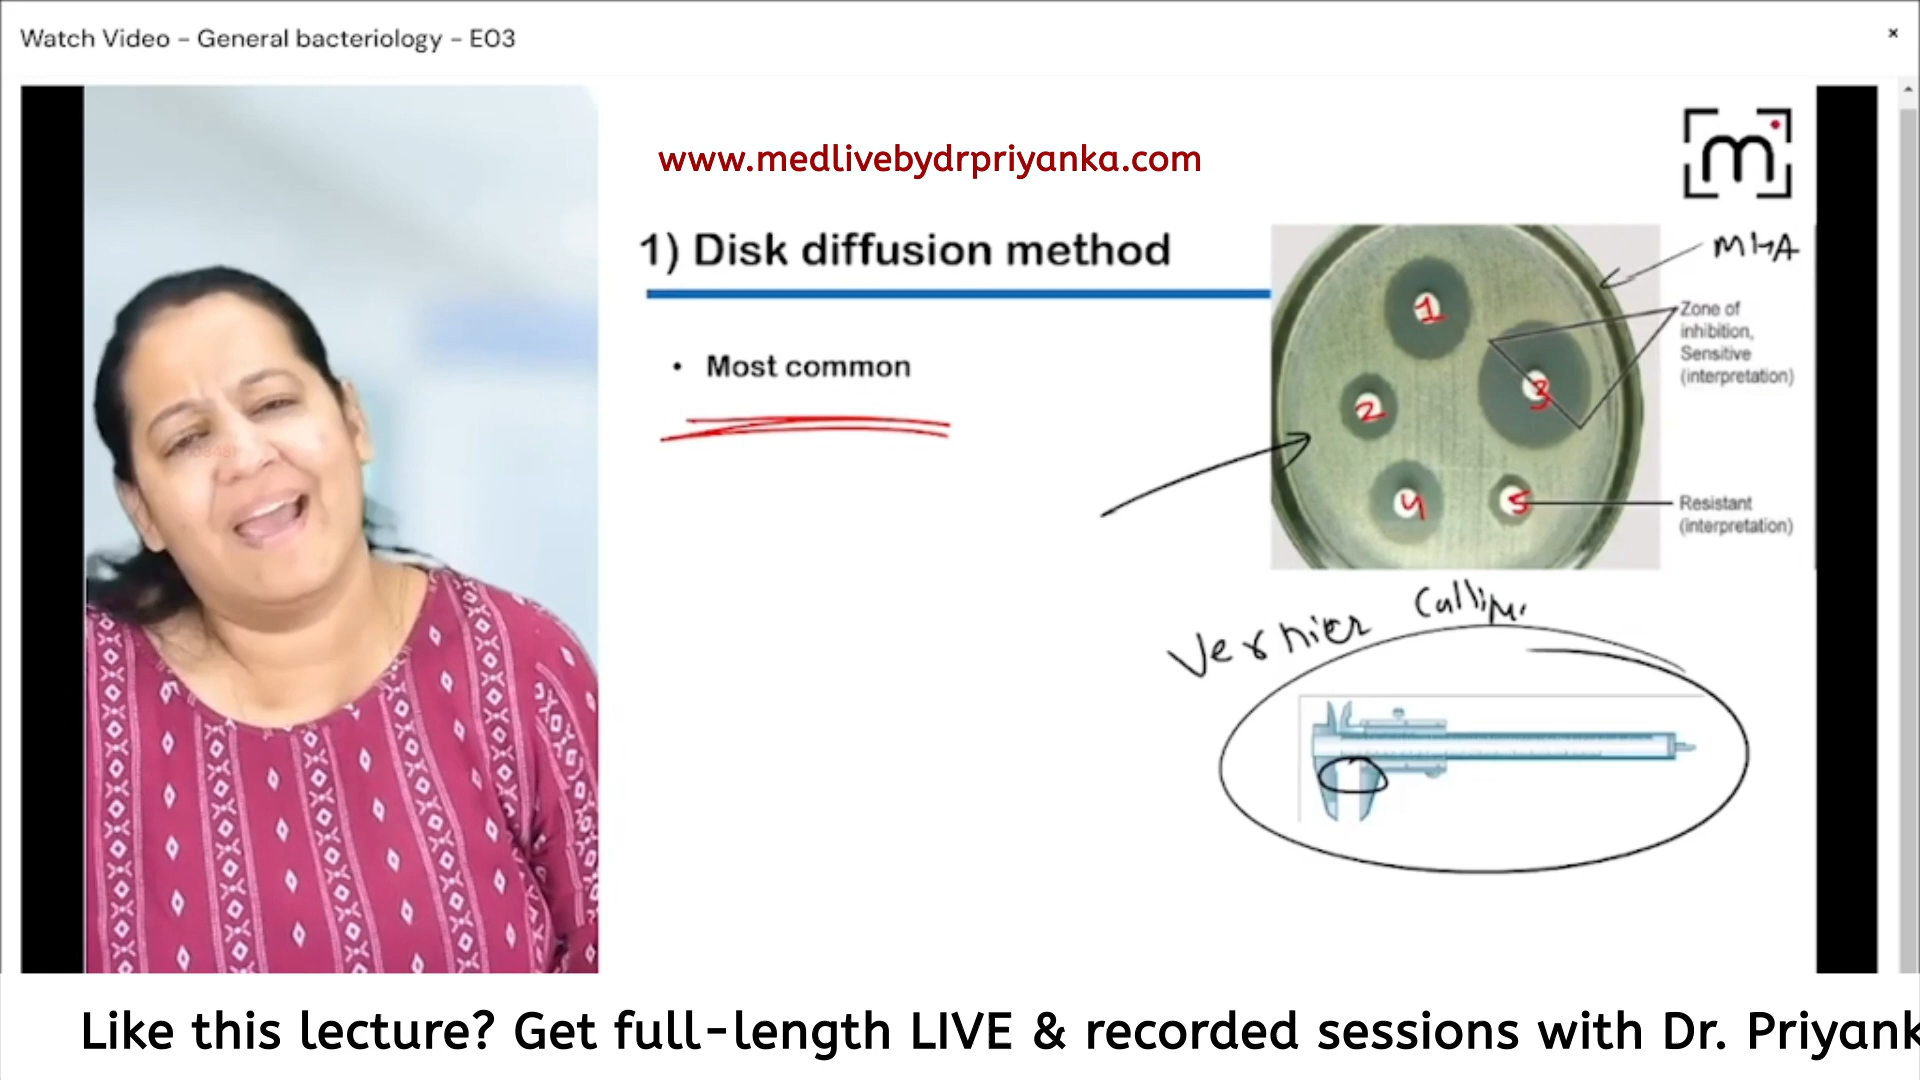 Watch Video – General bacteriology – E03
×
www.medlivebydrpriyanka.com
m
1) Disk diffusion method
MHA
1
Zone of
inhibition,
Sensitive
(interpretation)
• Most common
3
2
4
5
Resistant
(interpretation)
Vernier
Like this lecture? Get full-length LIVE & recorded sessions with Dr. Priyank